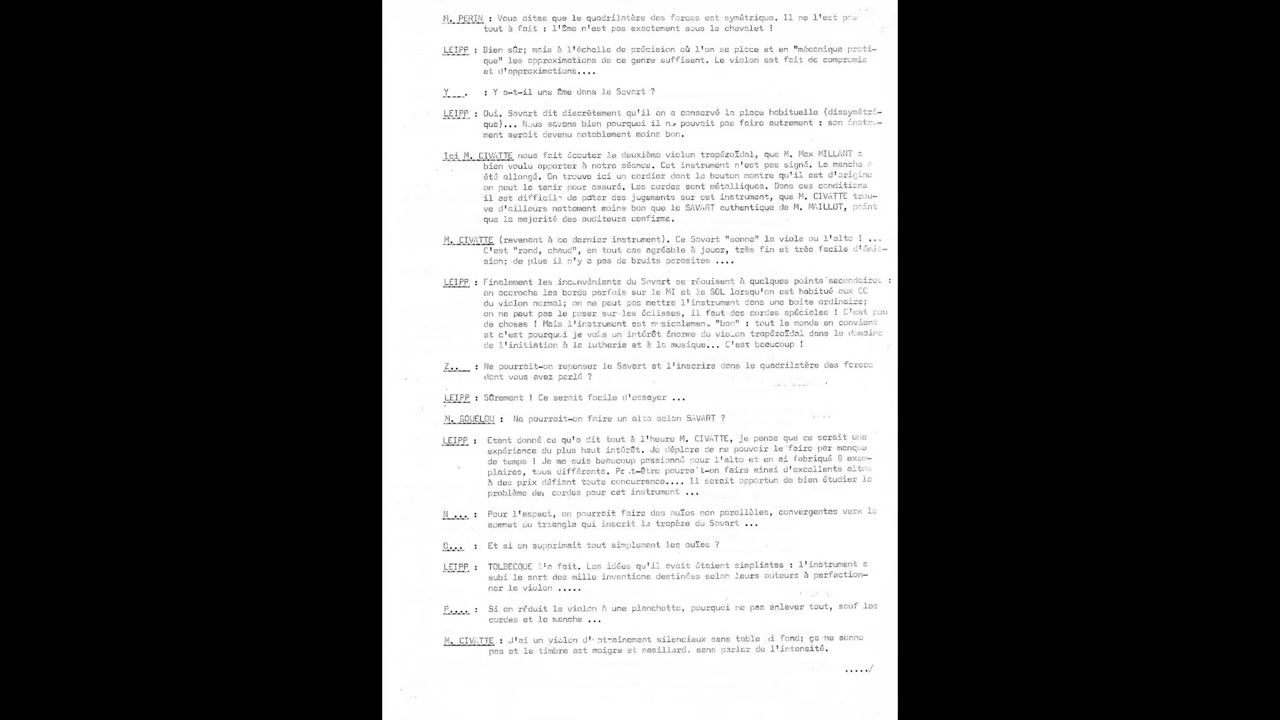 M. PERIN : Vous dites que le quadrilatère des forces est symétrique. Il ne l'est pas
tout à fait : l'âme n'est pas exactement sous le chevalet !
LEIPP : Bien sûr; mais à l'échelle de précision où l'on se place et en "mécanique prati-
que" les approximations de ce genre suffisent. Le violon est fait de compromis
et d'approximations....
Y___. : Y a-t-il une âme dans le Savart ?
LEIPP : Oui. Savart dit discrètement qu'il en a conservé la place habituelle (dissymétri-
que)... Nous savons bien pourquoi il ne pouvait pas faire autrement : son instru-
ment serait devenu notablement moins bon.
Ici M. CIVATTE nous fait écouter le deuxième violon trapézoïdal, que M. Max MILLANT a
bien voulu apporter à notre séance. Cet instrument n'est pas signé. Le manche a
été allongé. On trouve ici un cordier dont le bouton montre qu'il est d'origine
on peut le tenir pour assuré. Les cordes sont métalliques. Dans ces conditions
il est difficile de porter des jugements sur cet instrument, que M. CIVATTE trou-
ve d'ailleurs nettement moins bon que le SAVART authentique de M. MAILLOT, point
que la majorité des auditeurs confirme.
M. CIVATTE (revenant à ce dernier instrument). Ce Savart "sonne" le viole ou l'alto ! ...
C'est "rond, chaud", en tout cas agréable à jouer, très fin et très facile d'émis-
sion; de plus il n'y a pas de bruits parasites ....
LEIPP : Finalement les inconvénients du Savart se réduisent à quelques points secondaires :
on accroche les bords parfois sur le MI et le SOL lorsqu'on est habitué aux CC
du violon normal; on ne peut pas mettre l'instrument dans une boite ordinaire;
on ne peut pas le poser sur les éclisses, il faut des cordes spéciales ! C'est peu
de choses ! Mais l'instrument est musicalement "bon" : tout le monde en convient
et c'est pourquoi je vois un intérêt énorme du violon trapézoïdal dans le domaine
de l'initiation à la lutherie et à la musique... C'est beaucoup !
Z..__ : Ne pourrait-on repenser le Savart et l'inscrire dans le quadrilatère des forces
dont vous avez parlé ?
LEIPP : Sûrement ! Ce serait facile d'essayer ...
N. GOUELOU : Ne pourrait-on faire un alto selon SAVART ?
LEIPP : Etant donné ce qu'a dit tout à l'heure M. CIVATTE, je pense que ce serait une
expérience du plus haut intérêt. Je déplore de ne pouvoir le faire par manque
de temps ! Je me suis beaucoup passionné pour l'alto et en ai fabriqué 8 exem-
plaires, tous différents. Peut-être pourrait-on faire ainsi d'excellents altos
à des prix défiant toute concurrence.... Il serait opportun de bien étudier le
problème des cordes pour cet instrument ...
N ... : Pour l'aspect, on pourrait faire des ouïes non parallèles, convergentes vers le
sommet du triangle qui inscrit le trapèze du Savart ...
O... : Et si on supprimait tout simplement les ouïes ?
LEIPP : TOLBECQUE l'a fait. Les idées qu'il avait étaient simplistes : l'instrument a
subi le sort des mille inventions destinées selon leurs auteurs à perfection-
ner le violon .....
P.... : Si on réduit le violon à une planchette, pourquoi ne pas enlever tout, sauf les
cordes et le manche ...
M. CIVATTE : J'ai un violon d'entrainement silencieux sans table ni fond; ça ne sonne
pas et le timbre est maigre et nasillard, sans parler de l'intensité.
...../